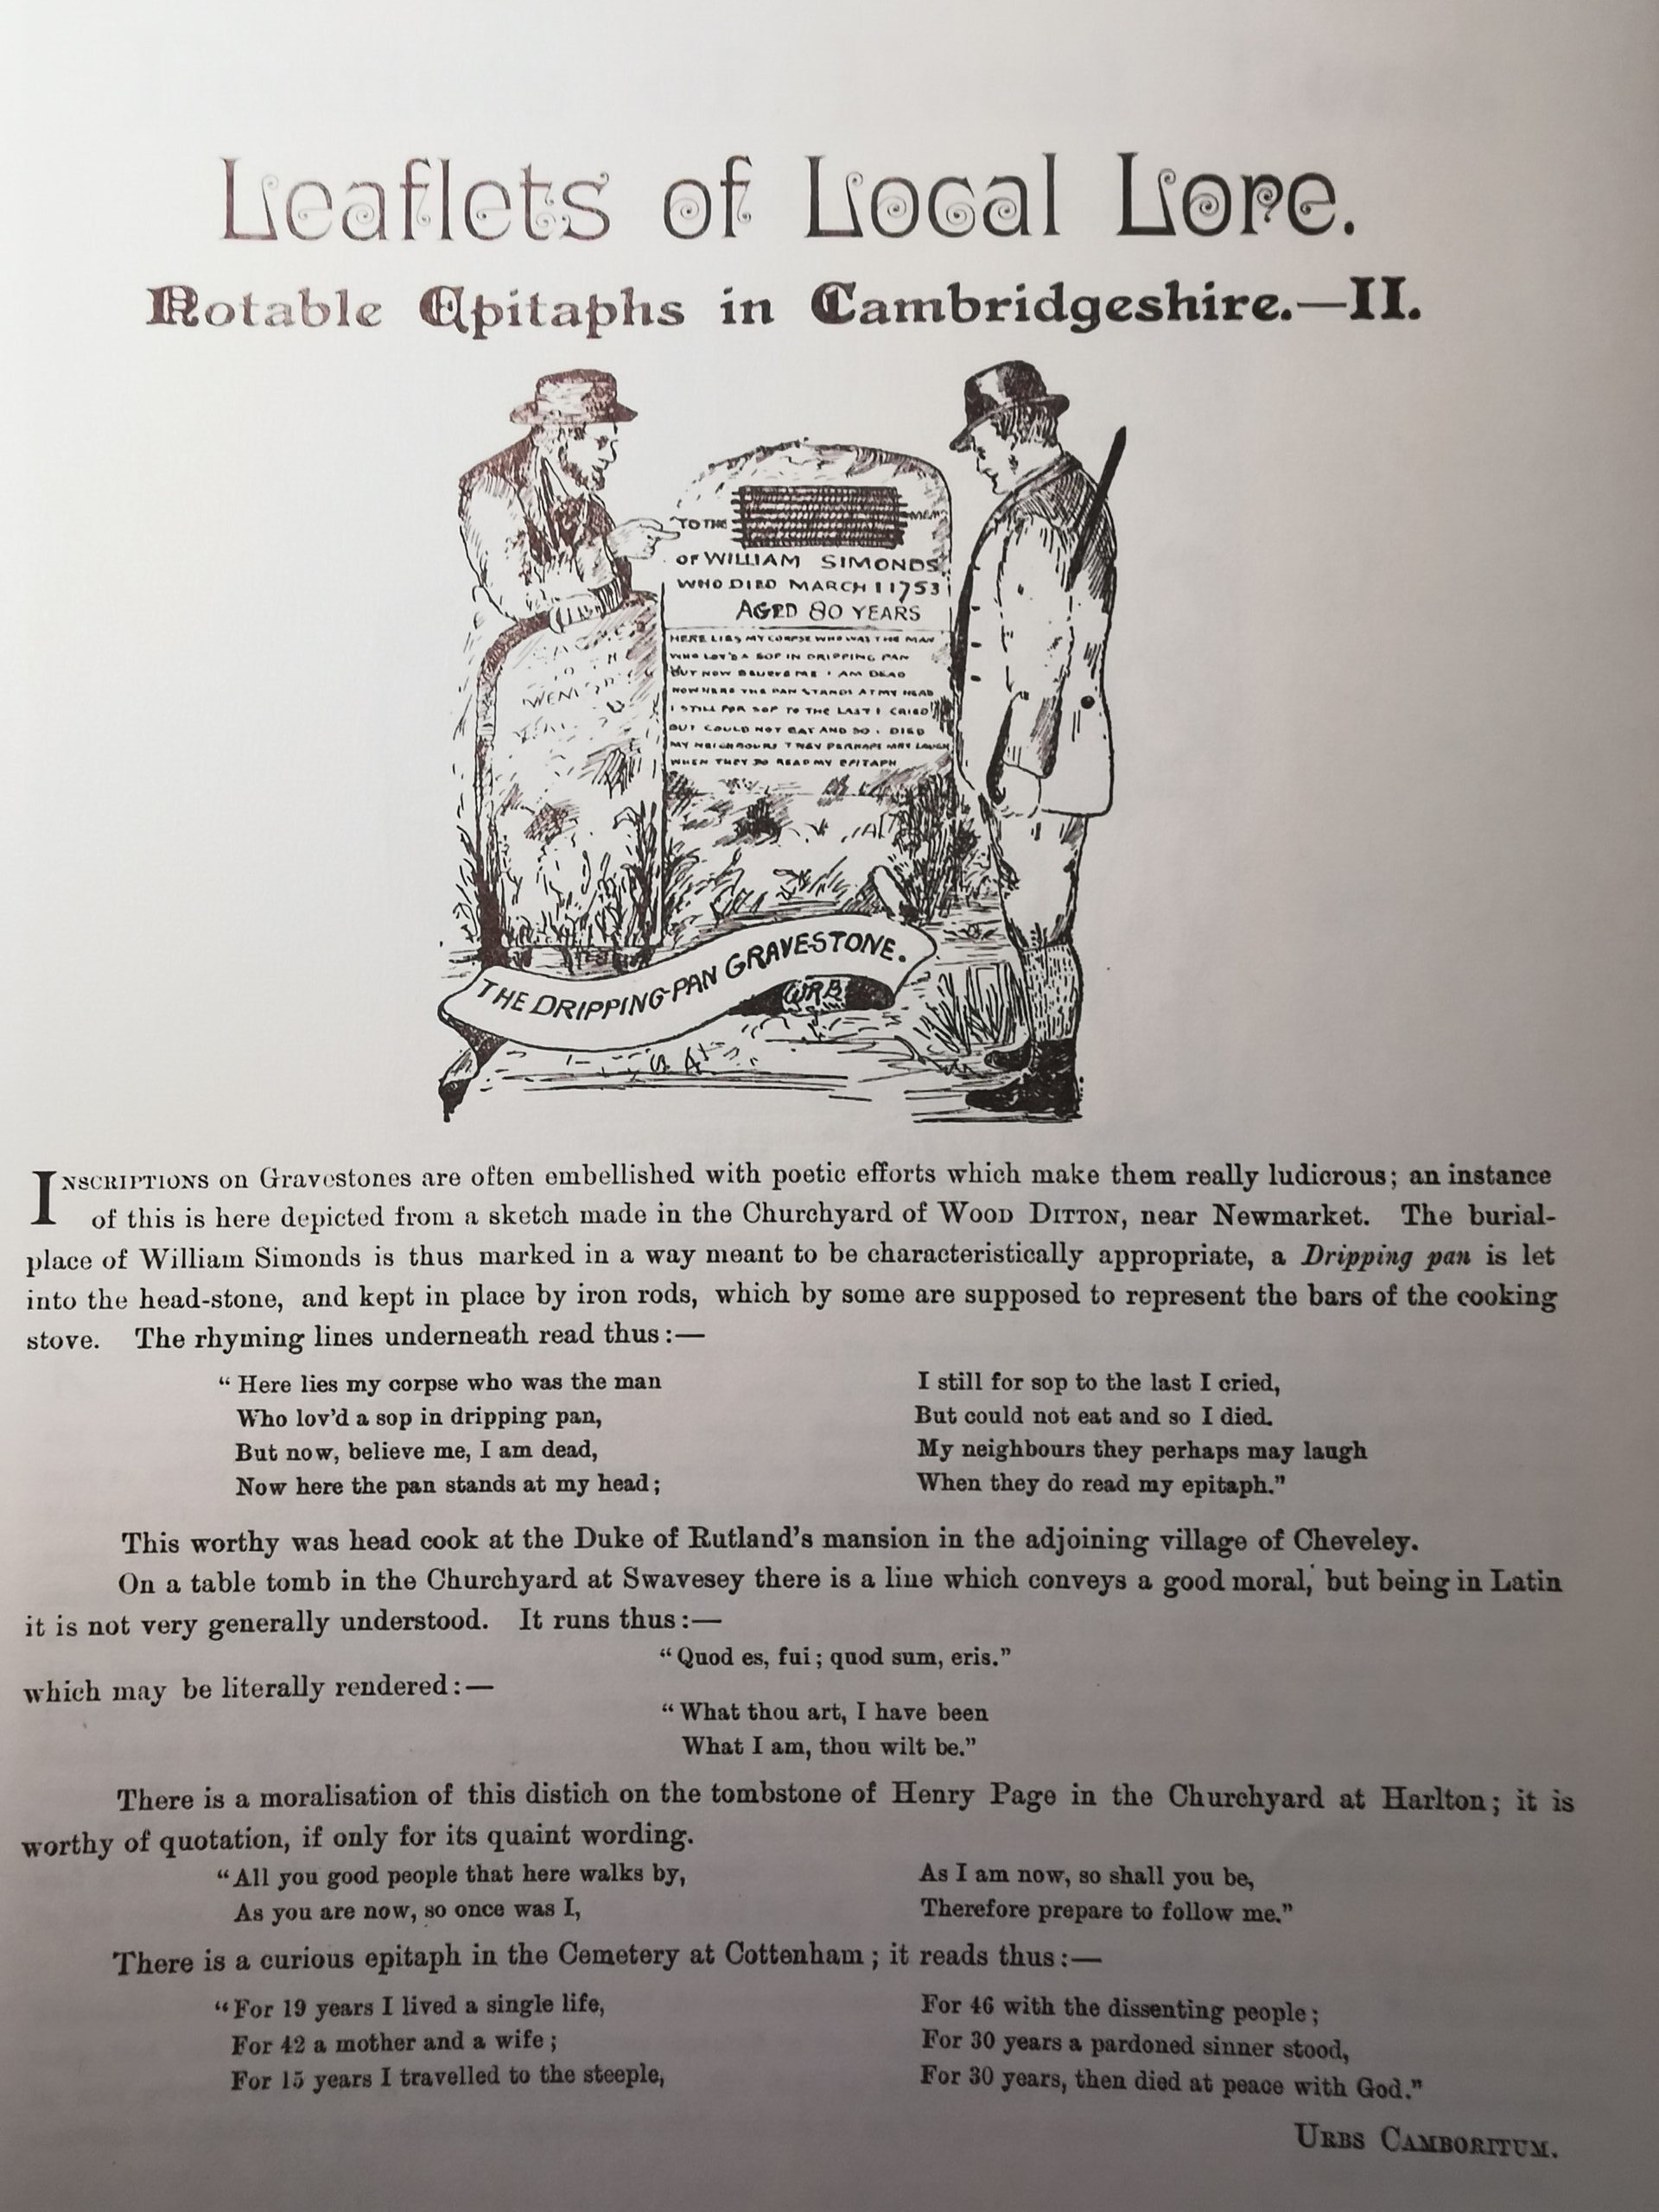 Leaflets of Local Lore.
Notable Epitaphs in Cambridgeshire.—II.
TO THE MEM
OF WILLIAM SIMONDS
WHO DIED MARCH 1 1753
AGED 80 YEARS
HERE LIES MY CORPSE WHO WAS THE MAN
WHO LOV'D A SOP IN DRIPPING PAN
BUT NOW BELIEVE ME I AM DEAD
NOW HERE THE PAN STANDS AT MY HEAD
I STILL FOR SOP TO THE LAST I CRIED
BUT COULD NOT EAT AND SO I DIED
MY NEIGHBOURS THEY PERHAPS MAY LAUGH
WHEN THEY DO READ MY EPITAPH
THE DRIPPING-PAN GRAVESTONE.
WRB
INSCRIPTIONS on Gravestones are often embellished with poetic efforts which make them really ludicrous; an instance
of this is here depicted from a sketch made in the Churchyard of WOOD DITTON, near Newmarket. The burial-
place of William Simonds is thus marked in a way meant to be characteristically appropriate, a Dripping pan is let
into the head-stone, and kept in place by iron rods, which by some are supposed to represent the bars of the cooking
stove. The rhyming lines underneath read thus:—
“Here lies my corpse who was the man
Who lov'd a sop in dripping pan,
But now, believe me, I am dead,
Now here the pan stands at my head;
I still for sop to the last I cried,
But could not eat and so I died.
My neighbours they perhaps may laugh
When they do read my epitaph.”
This worthy was head cook at the Duke of Rutland's mansion in the adjoining village of Cheveley.
On a table tomb in the Churchyard at Swavesey there is a line which conveys a good moral, but being in Latin
it is not very generally understood. It runs thus:—
“Quod es, fui; quod sum, eris.”
which may be literally rendered:—
“What thou art, I have been
What I am, thou wilt be.”
There is a moralisation of this distich on the tombstone of Henry Page in the Churchyard at Harlton; it is
worthy of quotation, if only for its quaint wording.
“All you good people that here walks by,
As you are now, so once was I,
As I am now, so shall you be,
Therefore prepare to follow me.”
There is a curious epitaph in the Cemetery at Cottenham; it reads thus:—
“For 19 years I lived a single life,
For 42 a mother and a wife;
For 15 years I travelled to the steeple,
For 46 with the dissenting people;
For 30 years a pardoned sinner stood,
For 30 years, then died at peace with God.”
URBS CAMBORITUM.